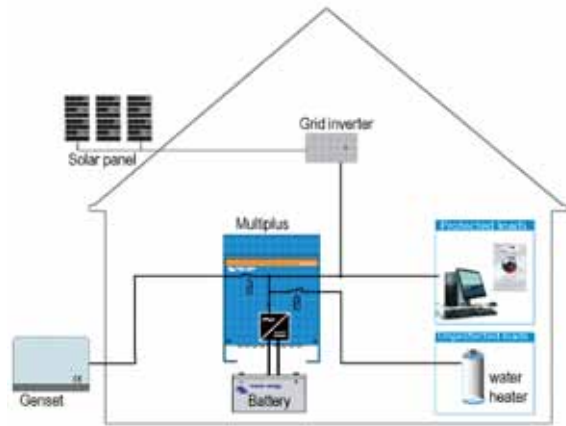 Grid inverter
Solar panel
Multiplus
Protected loads
Unprotected loads
water
heater
Genset
Battery